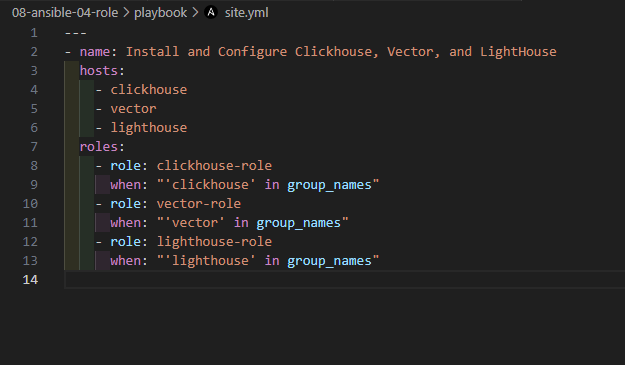 08-ansible-04-role > playbook > A site.yml
1 ---
2 - name: Install and Configure Clickhouse, Vector, and LightHouse
3   hosts:
4     - clickhouse
5     - vector
6     - lighthouse
7   roles:
8     - role: clickhouse-role
9       when: "'clickhouse' in group_names"
10     - role: vector-role
11       when: "'vector' in group_names"
12     - role: lighthouse-role
13       when: "'lighthouse' in group_names"
14